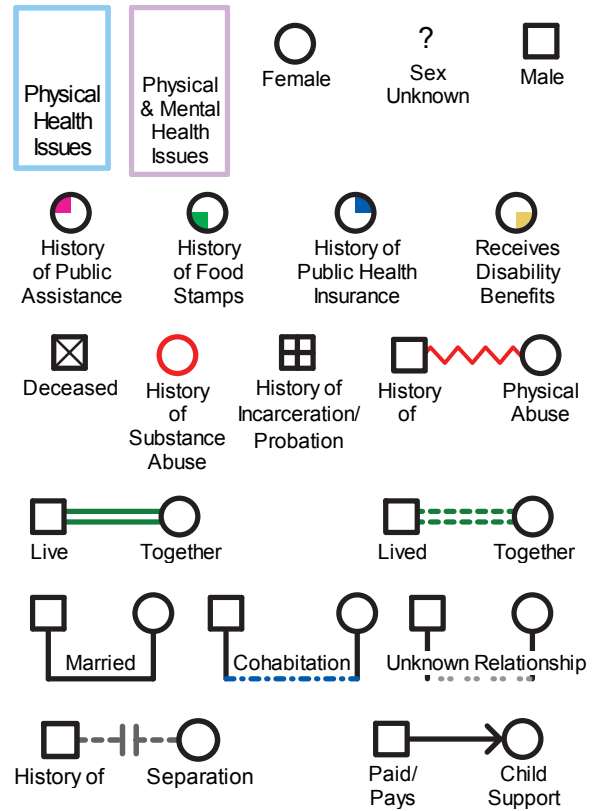 Physical
Health
Issues
Physical
& Mental
Health
Issues
Female
?
Sex
Unknown
Male
History
of Public
Assistance
History
of Food
Stamps
History of
Public Health
Insurance
Receives
Disability
Benefits
Deceased
History
of
Substance
Abuse
History of
Incarceration/
Probation
History
of
Physical
Abuse
Live
Together
Lived
Together
Married
Cohabitation
Unknown Relationship
History of
Separation
Paid/
Pays
Child
Support